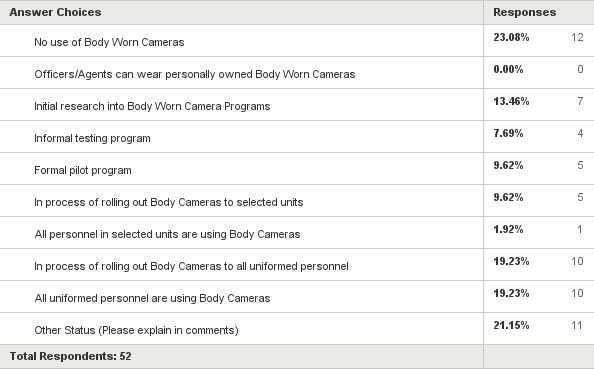 Answer Choices Responses
No use of Body Worn Cameras 23.08% 12
Officers/Agents can wear personally owned Body Worn Cameras 0.00% 0
Initial research into Body Worn Camera Programs 13.46% 7
Informal testing program 7.69% 4
Formal pilot program 9.62% 5
In process of rolling out Body Cameras to selected units 9.62% 5
All personnel in selected units are using Body Cameras 1.92% 1
In process of rolling out Body Cameras to all uniformed personnel 19.23% 10
All uniformed personnel are using Body Cameras 19.23% 10
Other Status (Please explain in comments) 21.15% 11
Total Respondents: 52